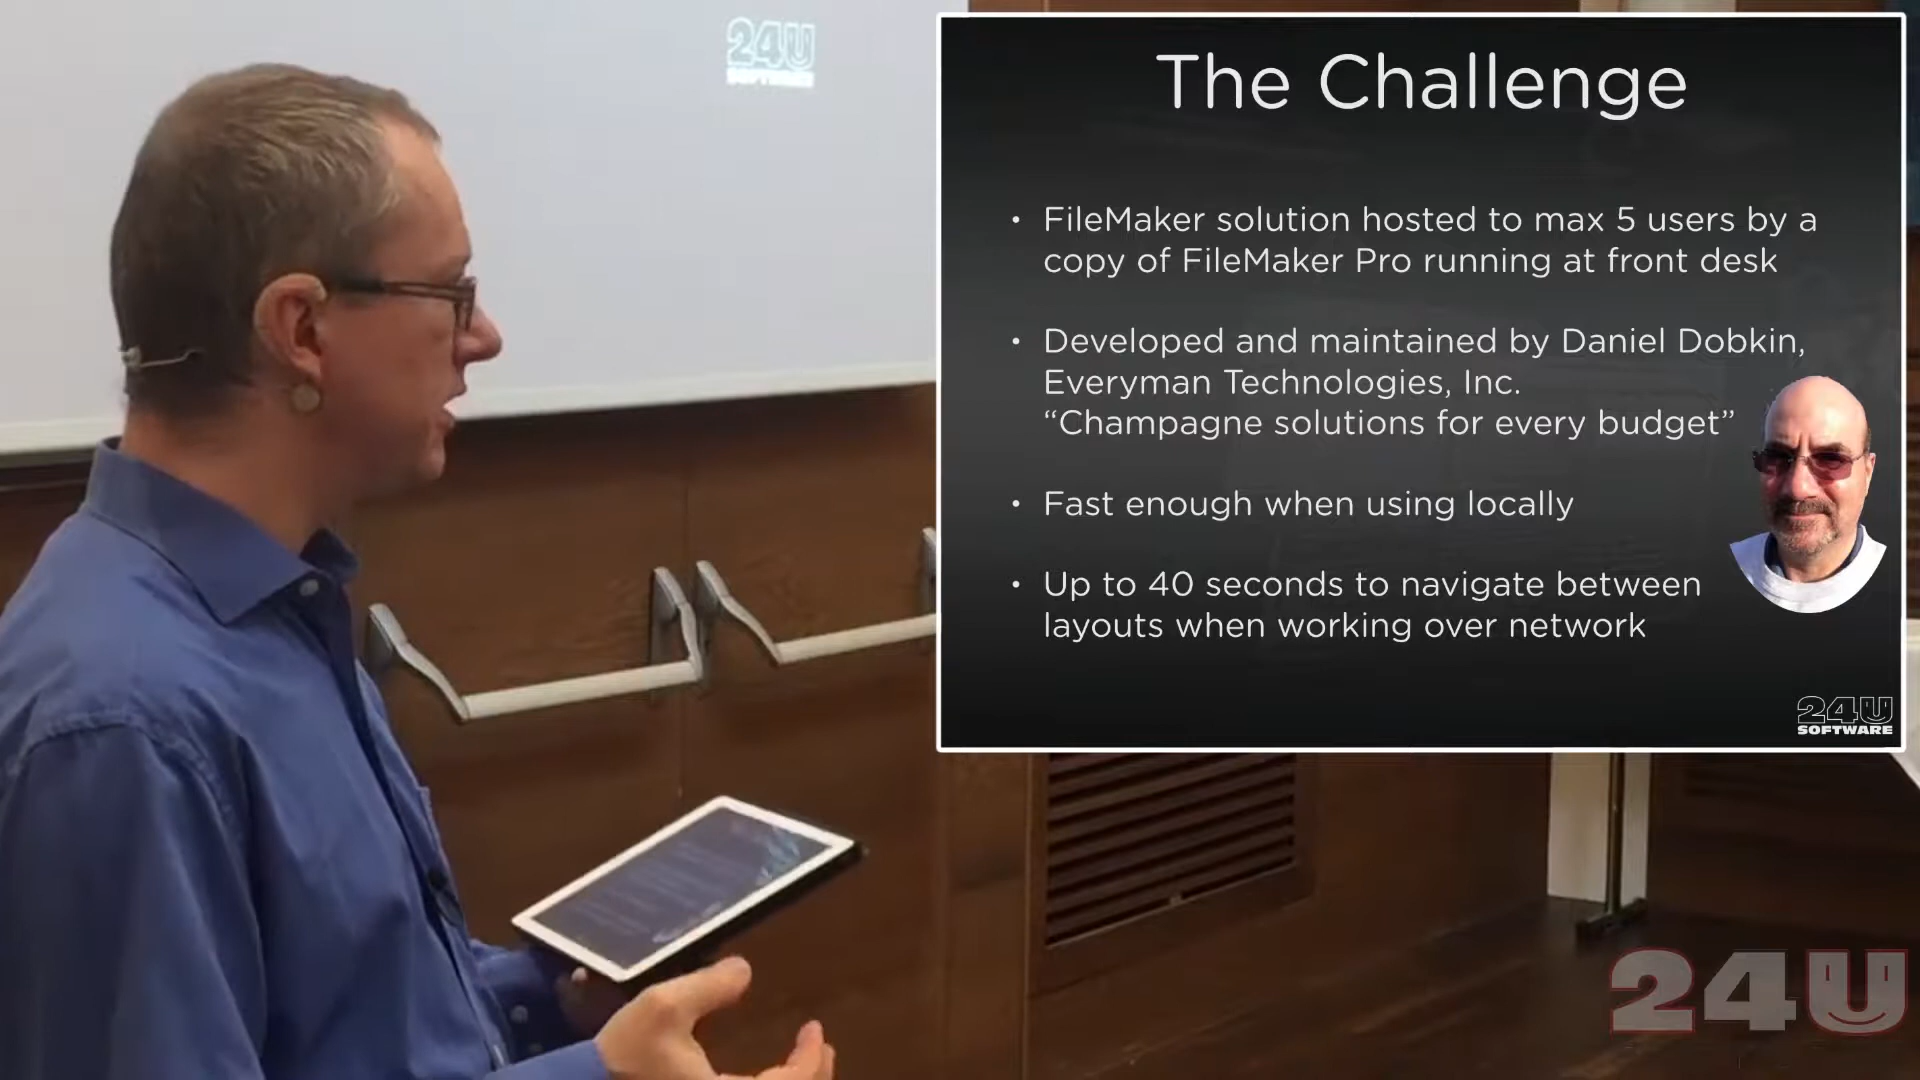 24U
SOFTWARE
The Challenge
• FileMaker solution hosted to max 5 users by a
copy of FileMaker Pro running at front desk
• Developed and maintained by Daniel Dobkin,
Everyman Technologies, Inc.
“Champagne solutions for every budget”
• Fast enough when using locally
• Up to 40 seconds to navigate between
layouts when working over network
24U
SOFTWARE
24U